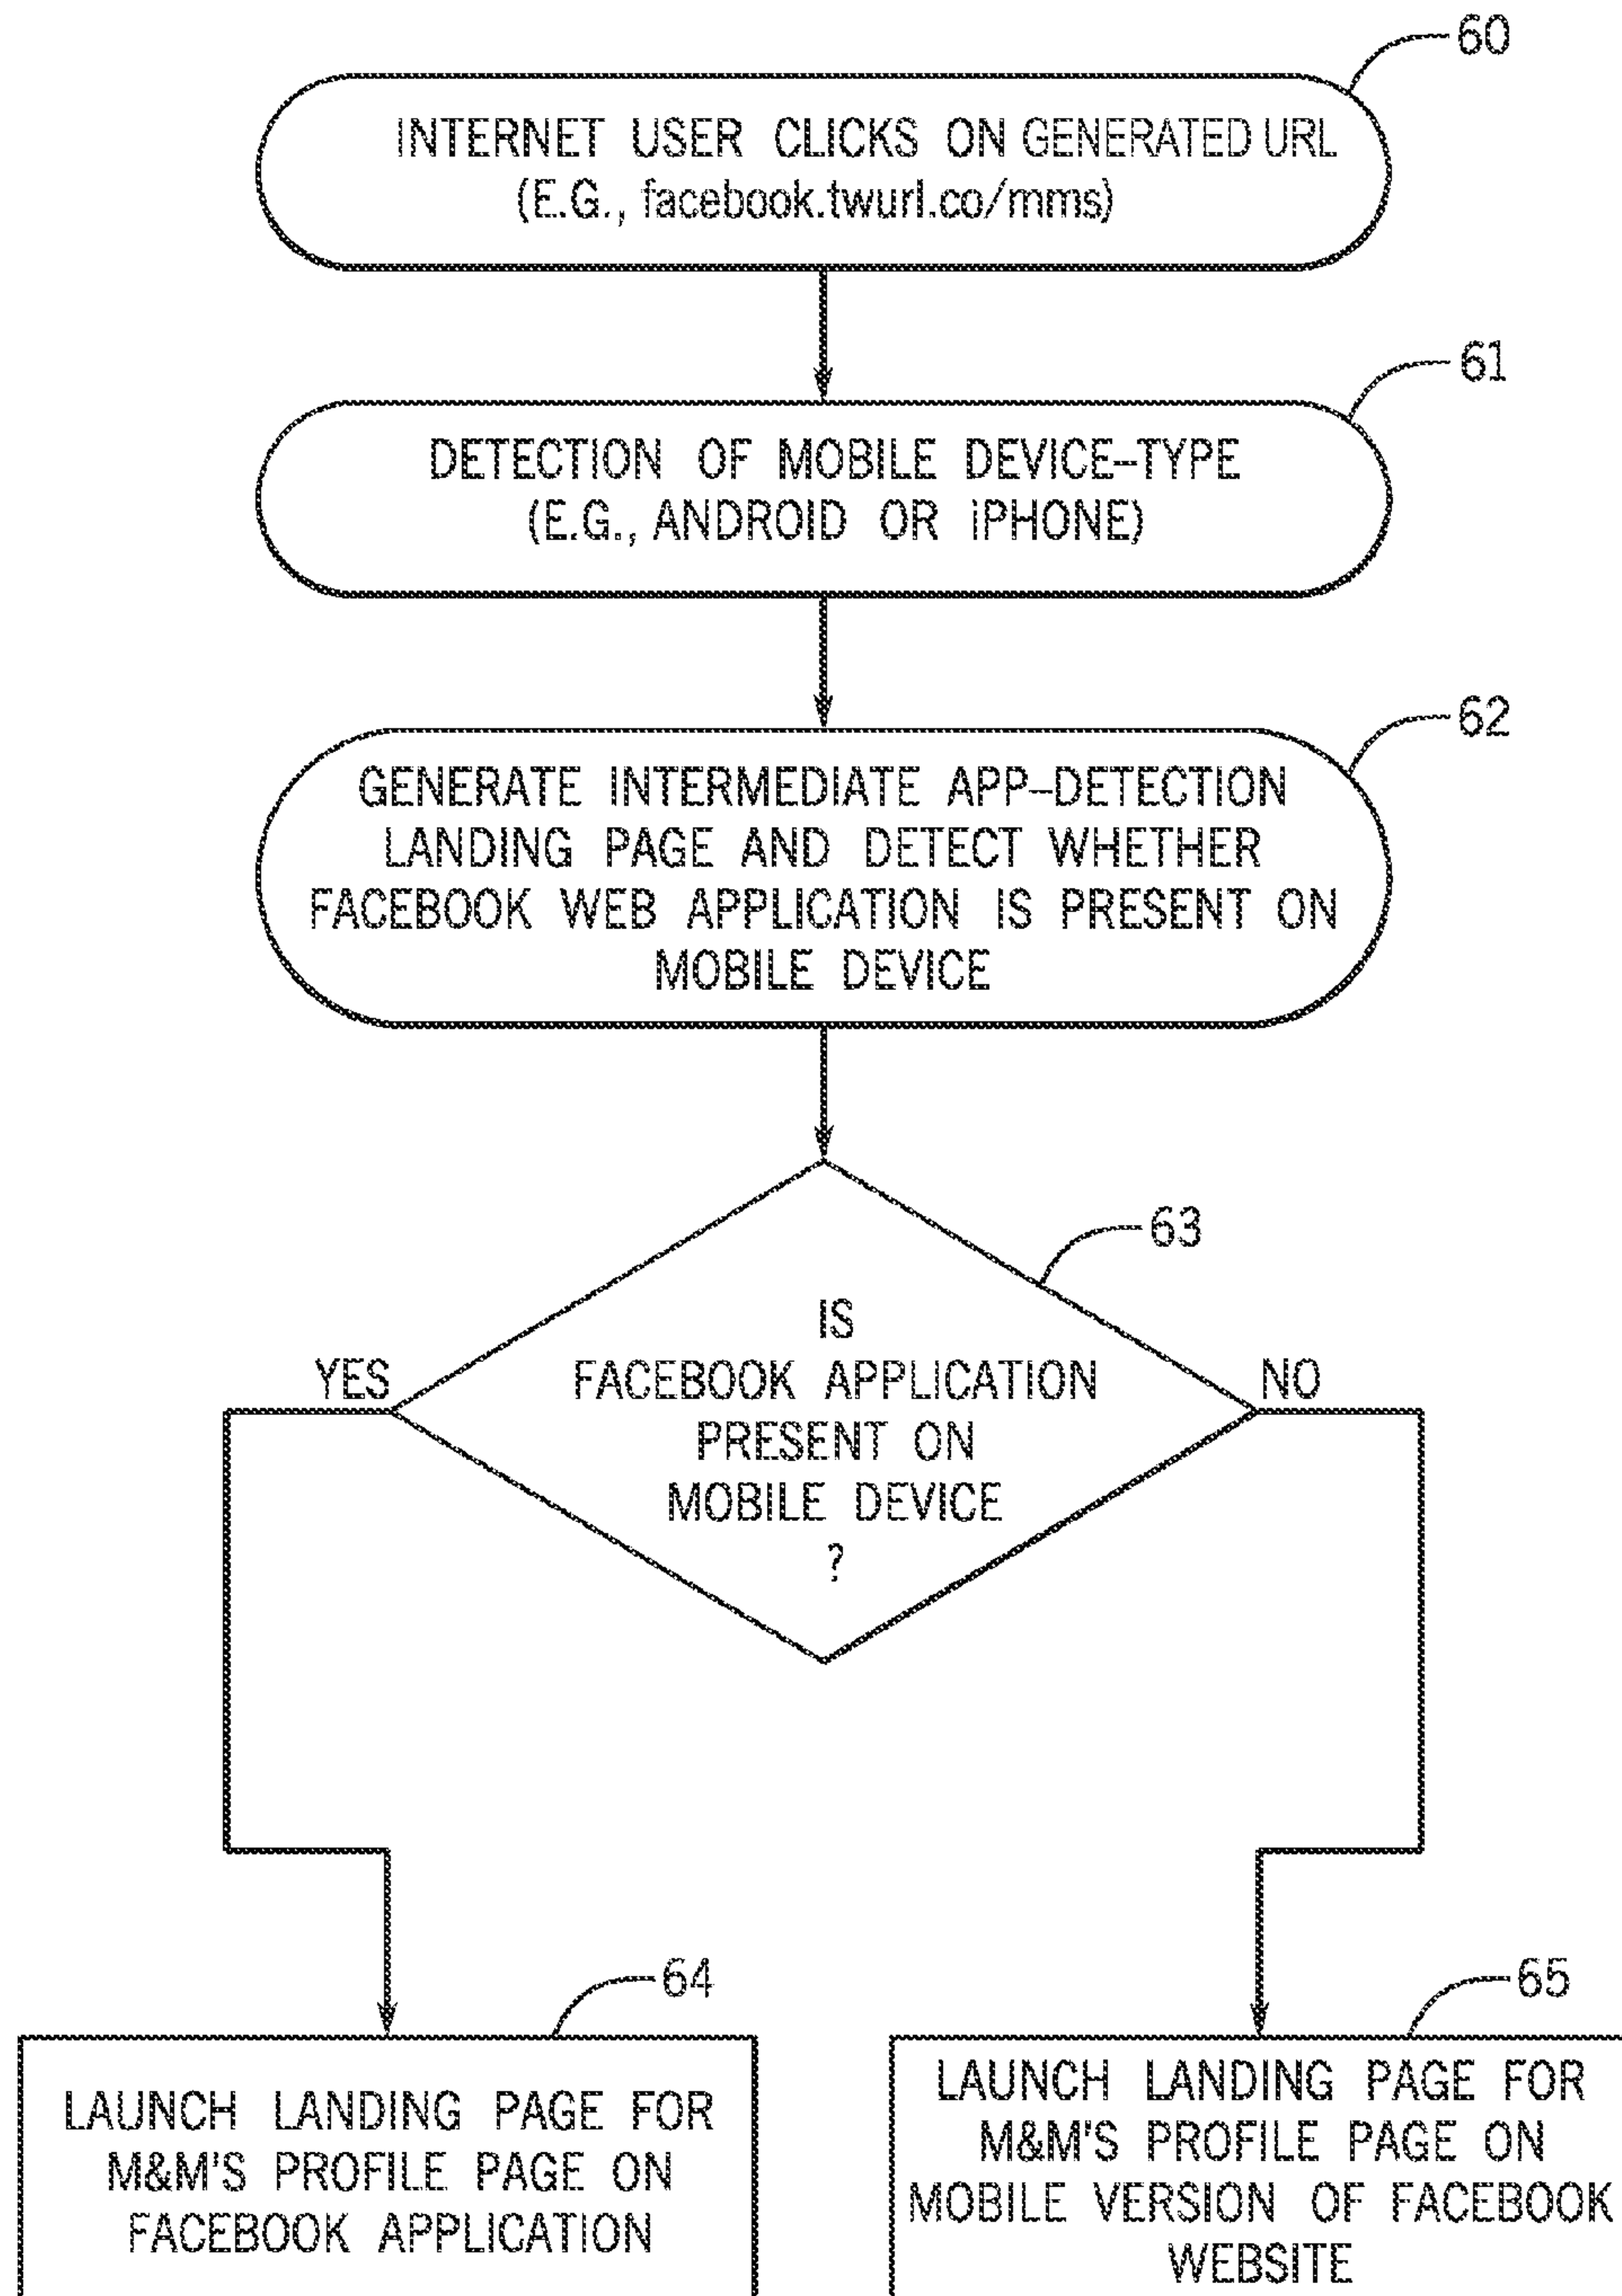 60
INTERNET USER CLICKS ON GENERATED URL
(E.G., facebook.twurl.co/mms)
61
DETECTION OF MOBILE DEVICE-TYPE
(E.G., ANDROID OR iPHONE)
62
GENERATE INTERMEDIATE APP-DETECTION
LANDING PAGE AND DETECT WHETHER
FACEBOOK WEB APPLICATION IS PRESENT ON
MOBILE DEVICE
63
IS
YES
FACEBOOK APPLICATION
NO
PRESENT ON
MOBILE DEVICE
?
64
LAUNCH LANDING PAGE FOR
M&M'S PROFILE PAGE ON
FACEBOOK APPLICATION
65
LAUNCH LANDING PAGE FOR
M&M'S PROFILE PAGE ON
MOBILE VERSION OF FACEBOOK
WEBSITE